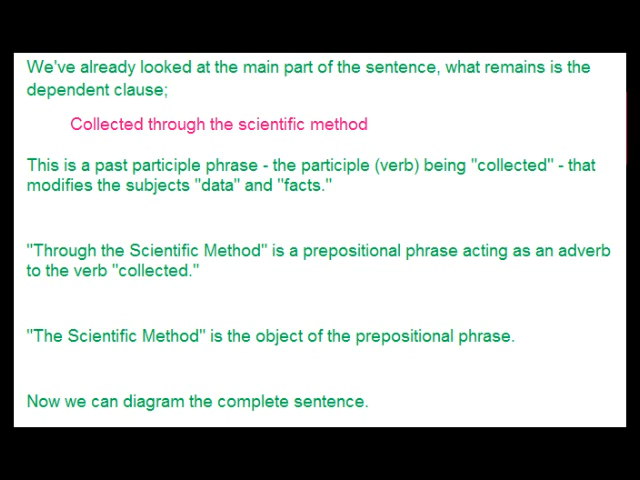 We've already looked at the main part of the sentence, what remains is the
dependent clause;
Collected through the scientific method
This is a past participle phrase - the participle (verb) being "collected" - that
modifies the subjects "data" and "facts."
"Through the Scientific Method" is a prepositional phrase acting as an adverb
to the verb "collected."
"The Scientific Method" is the object of the prepositional phrase.
Now we can diagram the complete sentence.